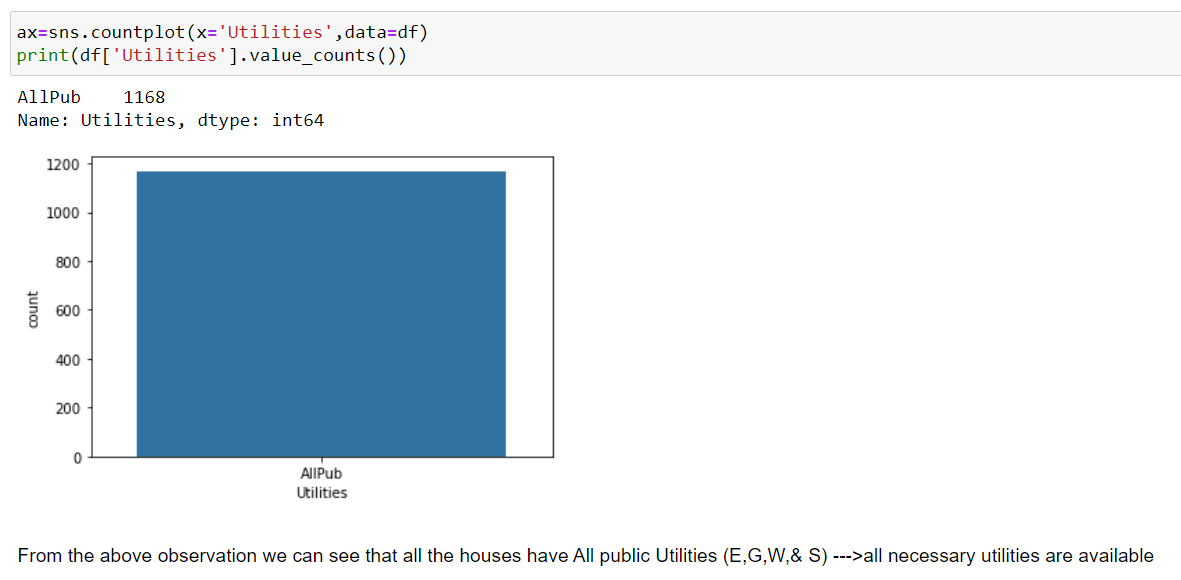 ax=sns.countplot(x='Utilities',data=df)
print(df['Utilities'].value_counts())
AllPub    1168
Name: Utilities, dtype: int64
1200
1000
800
600
400
200
0
count
AllPub
Utilities
From the above observation we can see that all the houses have All public Utilities (E,G,W,& S) --->all necessary utilities are available